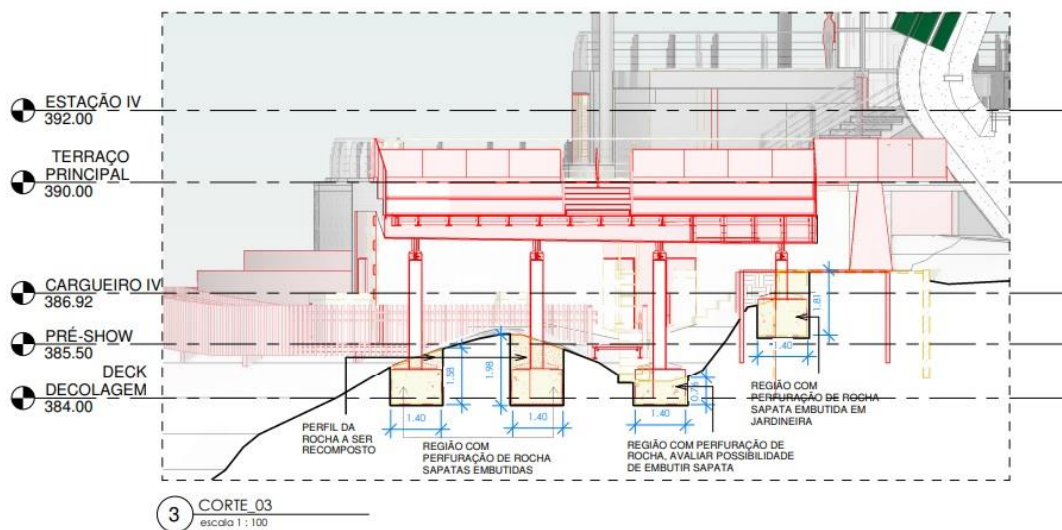 ESTAÇÃO IV
392.00
TERRAÇO
PRINCIPAL
390.00
CARGUEIRO IV
386.92
PRÉ-SHOW
385.50
DECK
DECOLAGEM
384.00
1.81
1.40
1.58
1.98
0.78
1.40
1.40
1.40
PERFIL DA
ROCHA A SER
RECOMPOSTO
REGIÃO COM
PERFURAÇÃO DE ROCHA
SAPATAS EMBUTIDAS
REGIÃO COM PERFURAÇÃO DE
ROCHA, AVALIAR POSSIBILIDADE
DE EMBUTIR SAPATA
REGIÃO COM
PERFURAÇÃO DE ROCHA
SAPATA EMBUTIDA EM
JARDINEIRA
3
CORTE_03
escala 1 : 100